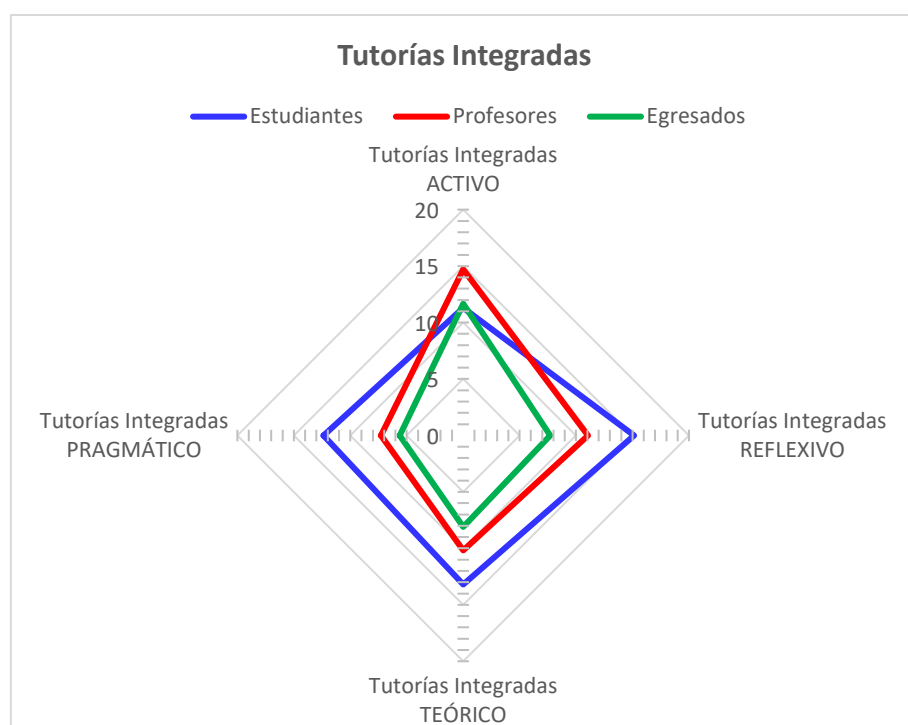 Tutorías Integradas
Estudiantes Profesores Egresados
Tutorías Integradas
ACTIVO
20
15
10
5
0
Tutorías Integradas
PRAGMÁTICO
Tutorías Integradas
REFLEXIVO
Tutorías Integradas
TEÓRICO